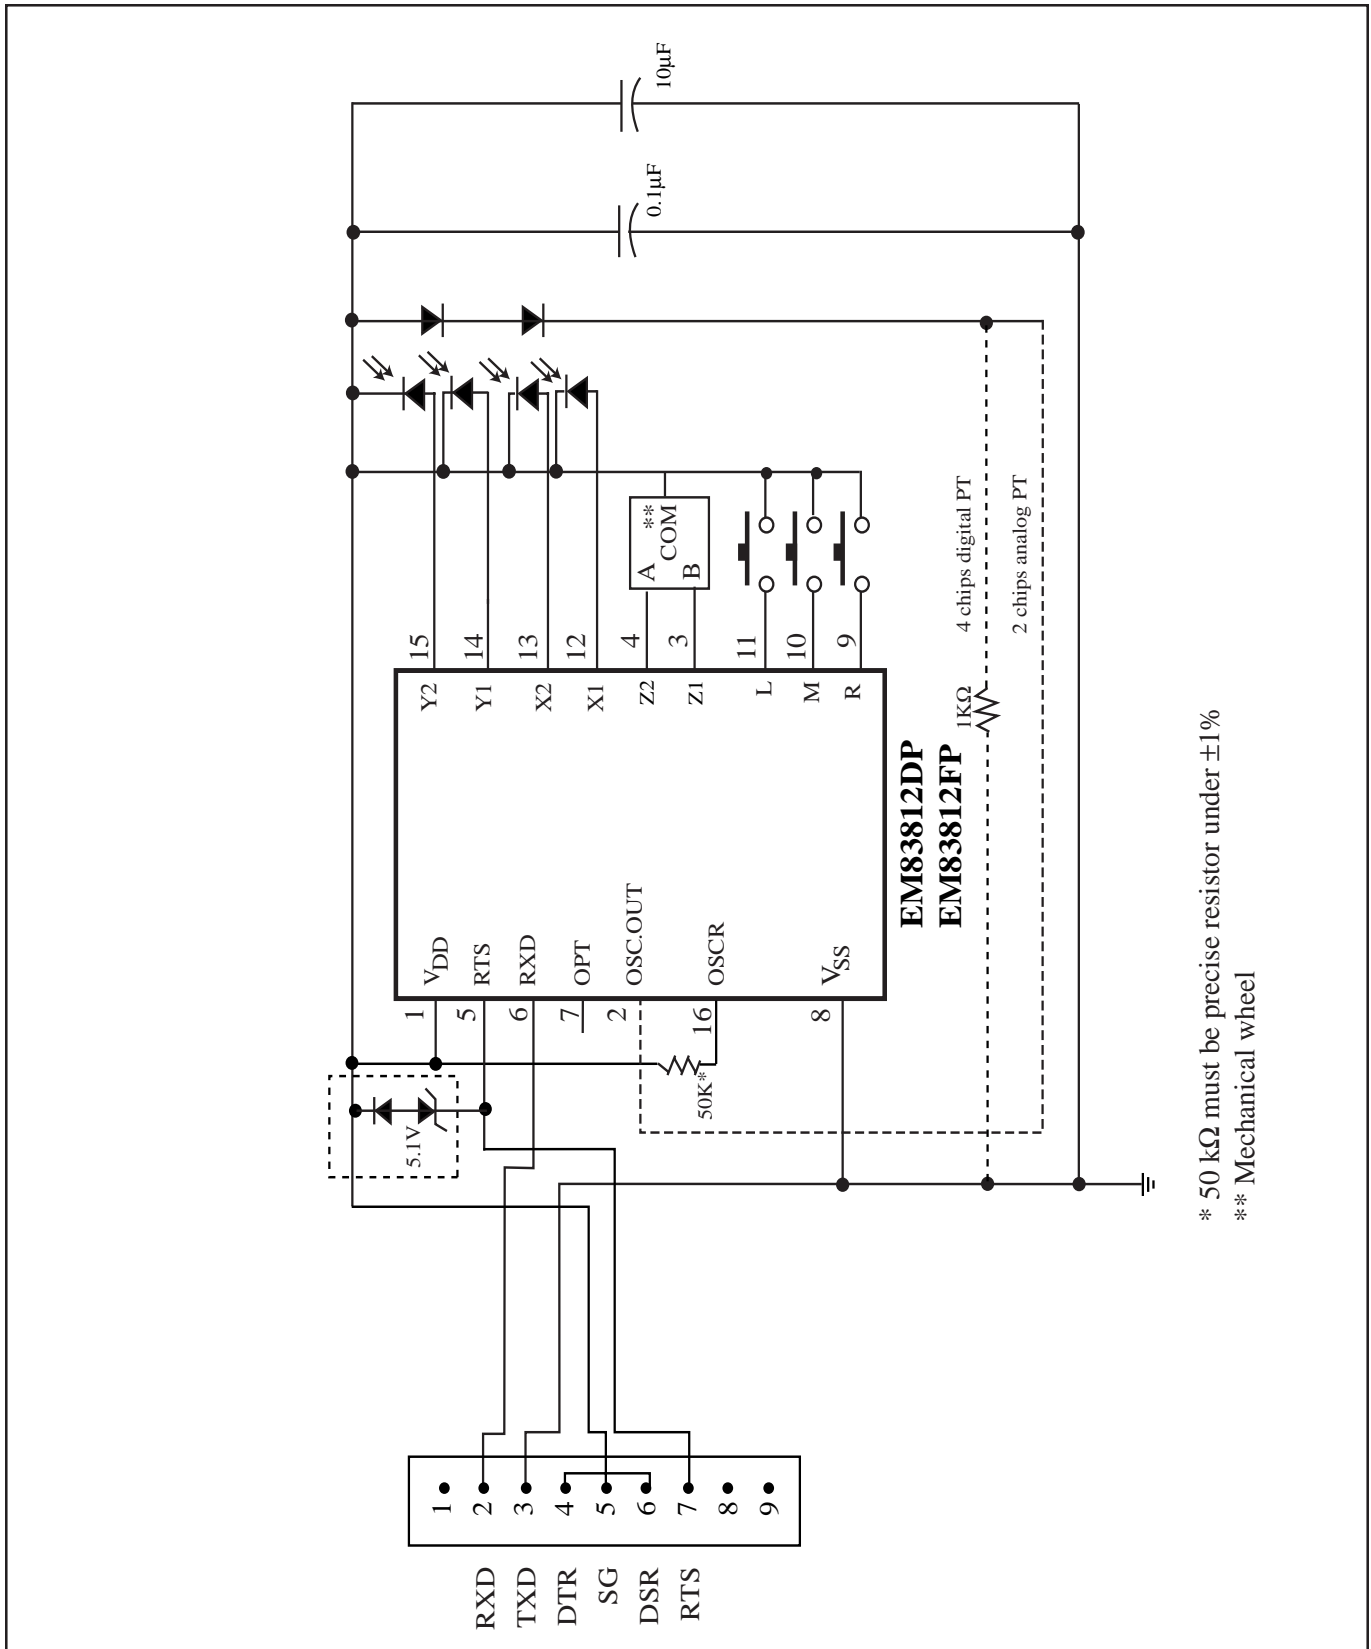 10µF
0.1µF
15
14
13
12
4
3
11
10
9
A
**
COM
B
Y2
Y1
X2
X1
Z2
Z1
L
M
R
4 chips digital PT
2 chips analog PT
1KΩ
EM83812DP
EM83812FP
VDD
RTS
RXD
OPT
OSC.OUT
OSCR
VSS
1
5
6
7
2
16
8
5.1V
50K*
1
2
3
4
5
6
7
8
9
RXD
TXD
DTR
SG
DSR
RTS
* 50 kΩ must be precise resistor under ±1%
** Mechanical wheel